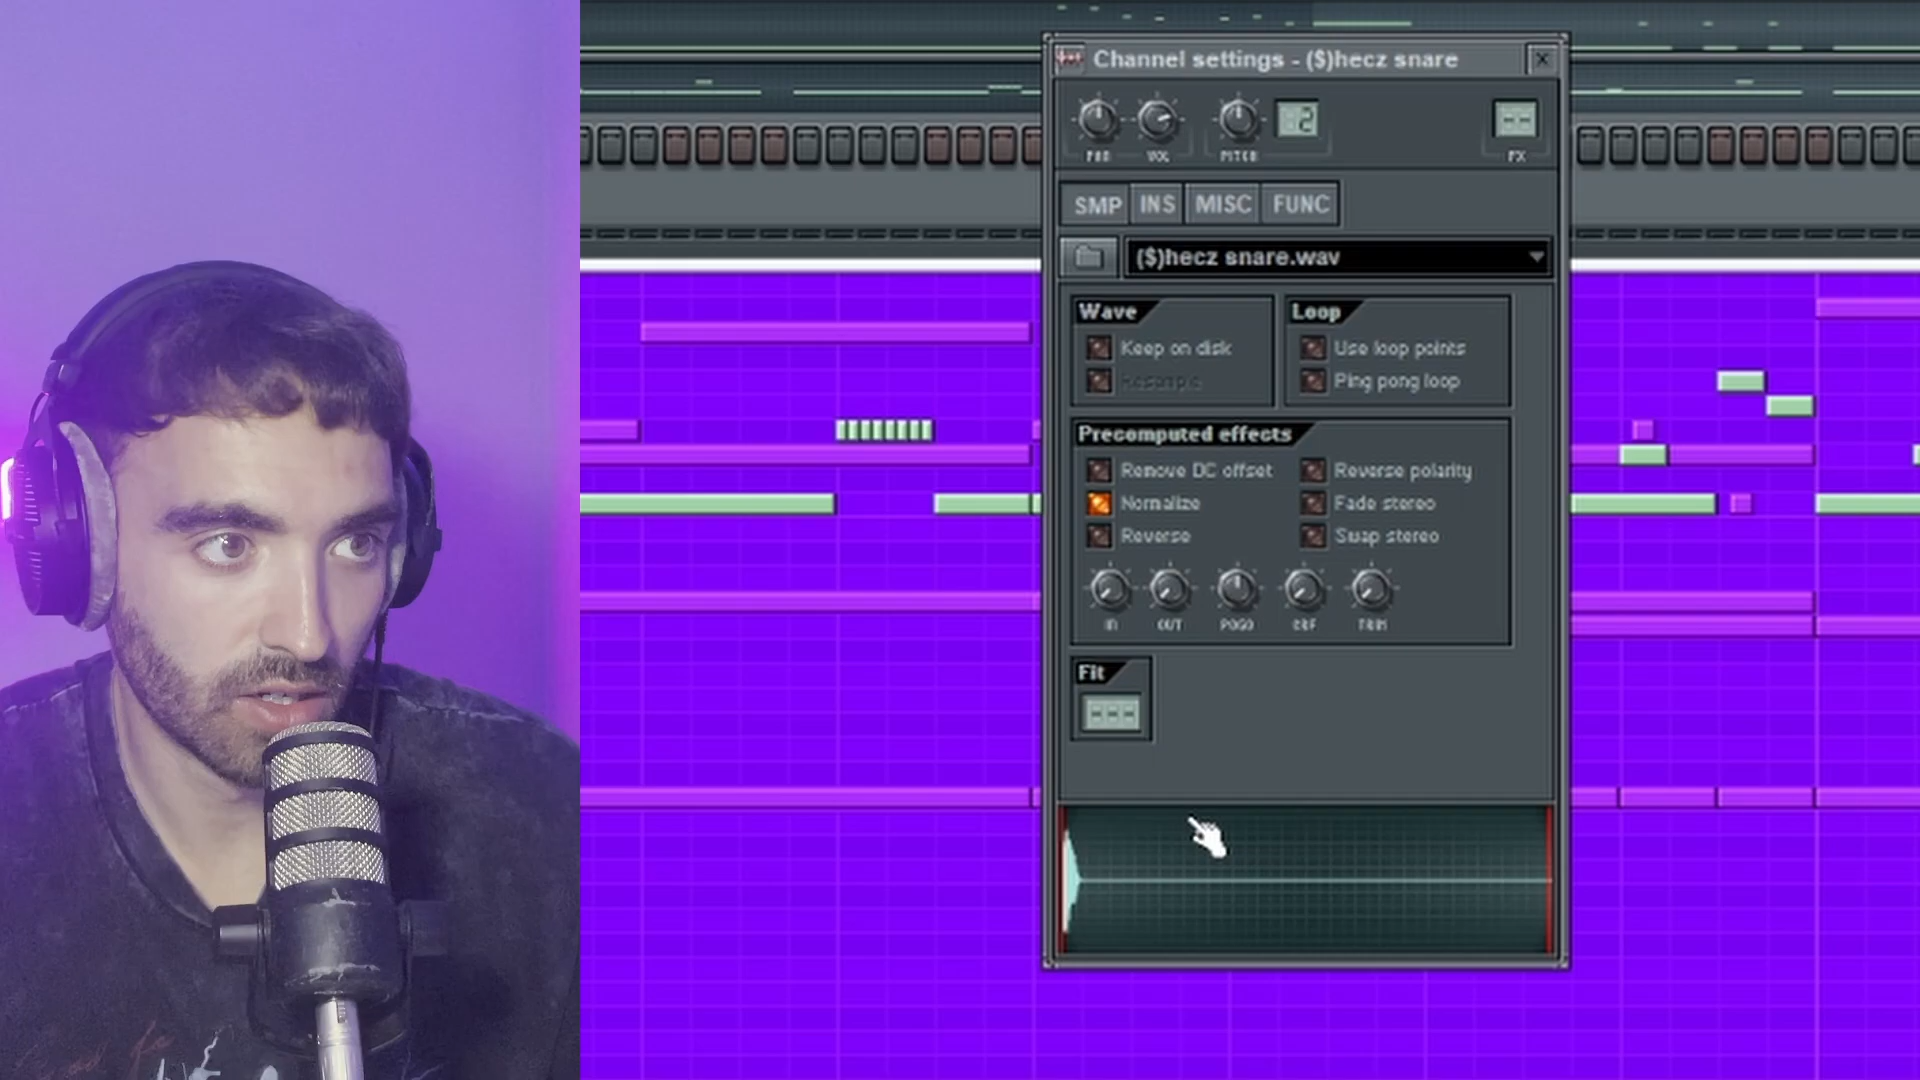 Channel settings - ($)hecz snare
PAN VOL PITCH 2 FX
SMP INS MISC FUNC
($)hecz snare.wav
Wave Loop
Keep on disk Use loop points
Resample Ping pong loop
Precomputed effects
Remove DC offset Reverse polarity
Normalize Fade stereo
Reverse Swap stereo
IN OUT POGO CRF TRIM
Fit